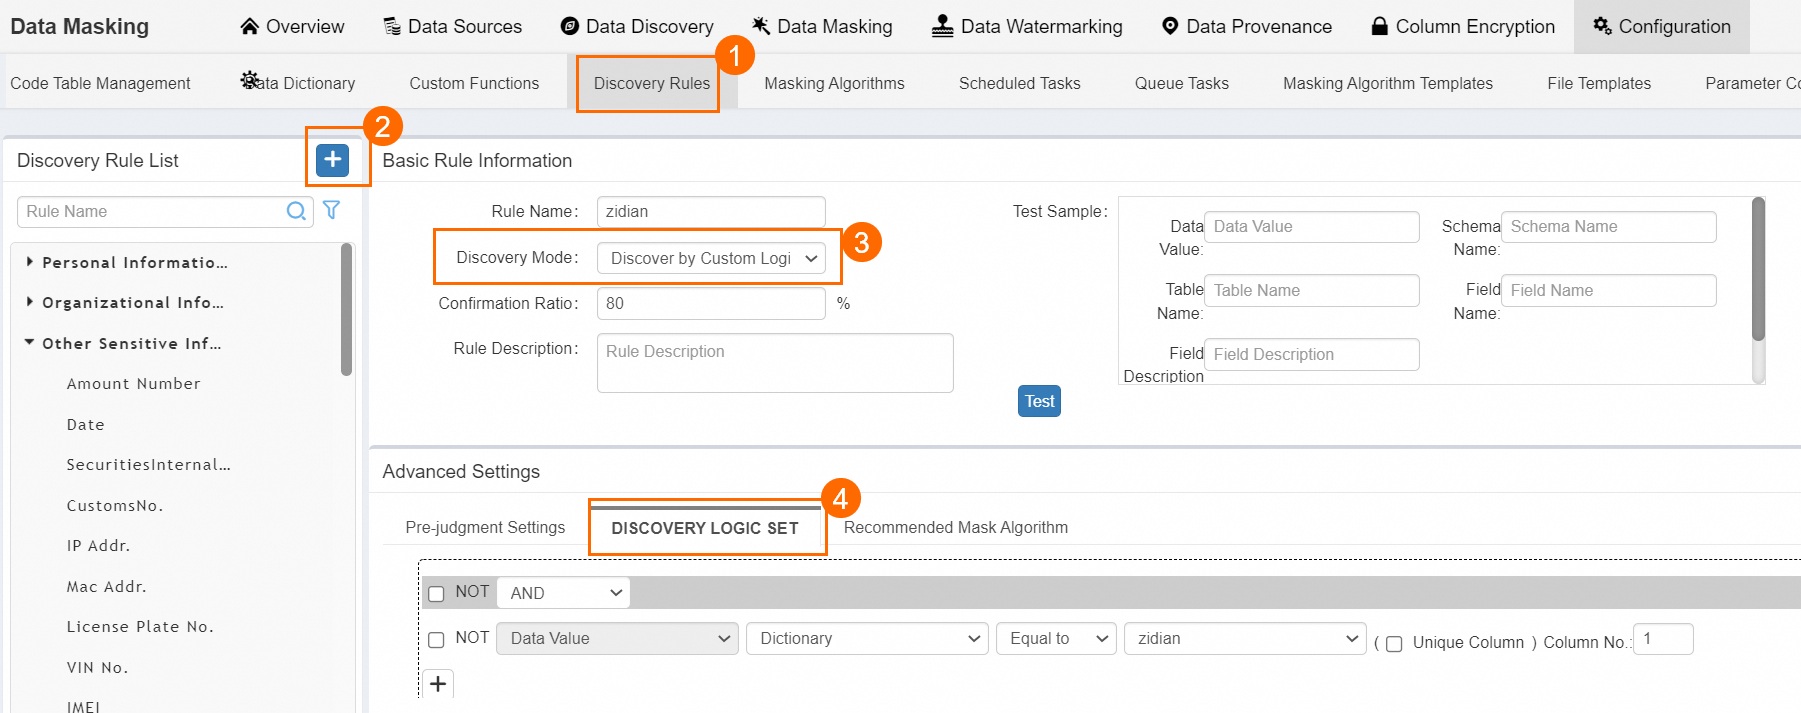 Data Masking Overview Data Sources Data Discovery Data Masking Data Watermarking Data Provenance Column Encryption Configuration
1
Code Table Management Data Dictionary Custom Functions Discovery Rules Masking Algorithms Scheduled Tasks Queue Tasks Masking Algorithm Templates File Templates Parameter Co
2
Discovery Rule List
Rule Name
Personal Informatio...
Organizational Info...
Other Sensitive Inf...
Amount Number
Date
SecuritiesInternal...
CustomsNo.
IP Addr.
Mac Addr.
License Plate No.
VIN No.
IMEI
Basic Rule Information
Rule Name: zidian
3
Discovery Mode: Discover by Custom Logi
Confirmation Ratio: 80 %
Rule Description: Rule Description
Test Sample:
Data Value: Data Value
Schema Name: Schema Name
Table Name: Table Name
Field Name: Field Name
Field Description Field Description
Test
Advanced Settings
4
Pre-judgment Settings DISCOVERY LOGIC SET Recommended Mask Algorithm
NOT AND
NOT Data Value Dictionary Equal to zidian ( Unique Column ) Column No.: 1